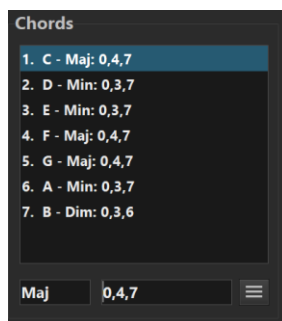 Chords
1. C - Maj: 0,4,7
2. D - Min: 0,3,7
3. E - Min: 0,3,7
4. F - Maj: 0,4,7
5. G - Maj: 0,4,7
6. A - Min: 0,3,7
7. B - Dim: 0,3,6
Maj 0,4,7